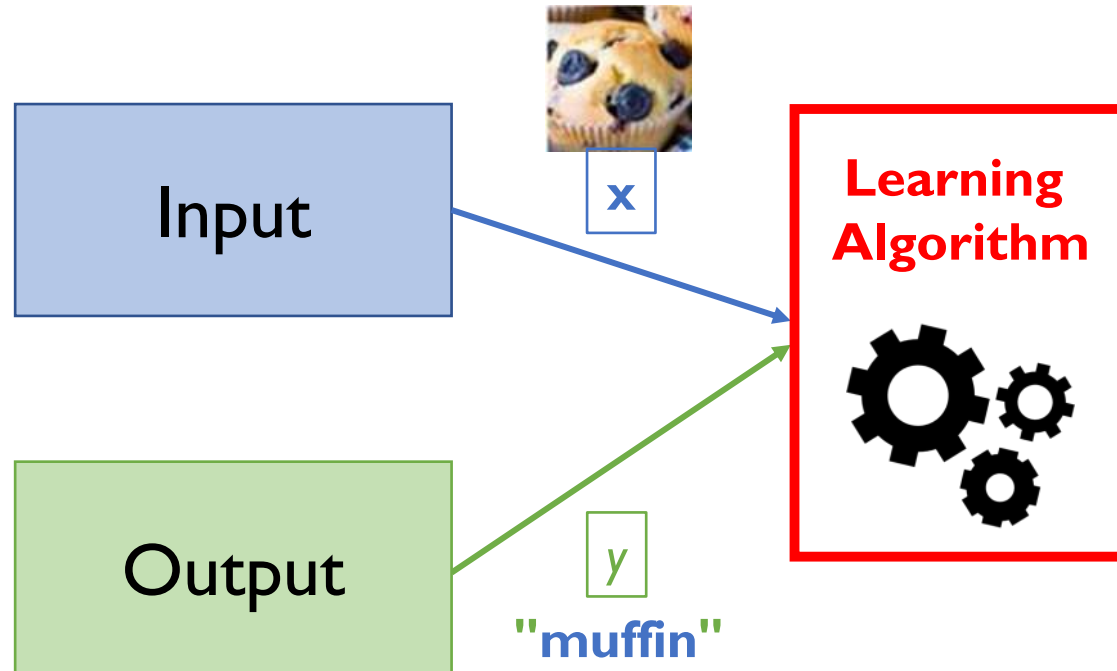 Input
x
Learning
Algorithm
Output
y
"muffin"